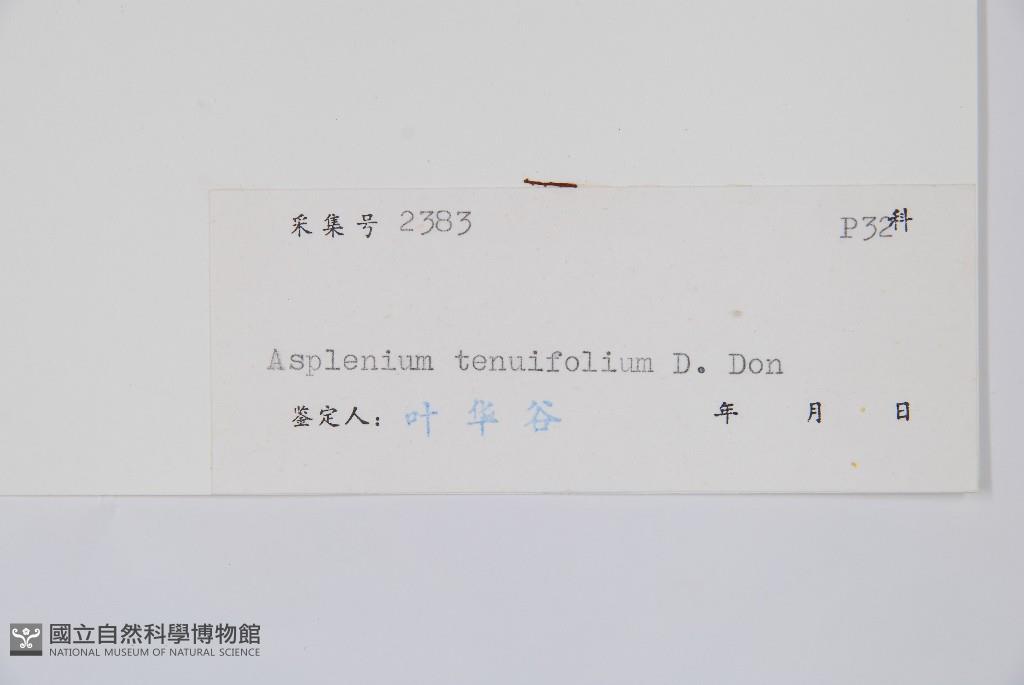 采集号 2383 P32科
Asplenium tenuifolium D. Don
鉴定人: 叶华谷 年 月 日
國立自然科學博物館
NATIONAL MUSEUM OF NATURAL SCIENCE